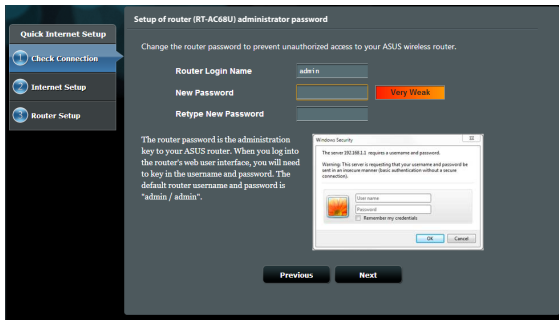 Quick Internet Setup
1 Check Connection
2 Internet Setup
3 Router Setup
Setup of router (RT-AC68U) administrator password
Change the router password to prevent unauthorized access to your ASUS wireless router.
Router Login Name admin
New Password Very Weak
Retype New Password
The router password is the administration
key to your ASUS router. When you log into
the router's web user interface, you will need
to key in the username and password. The
default router username and password is
"admin / admin".
Windows Security
The server 192.168.1.1 requires a username and password.
Warning: This server is requesting that your username and password be
sent in an insecure manner (basic authentication without a secure
connection).
User name
Password
Remember my credentials
OK Cancel
Previous Next